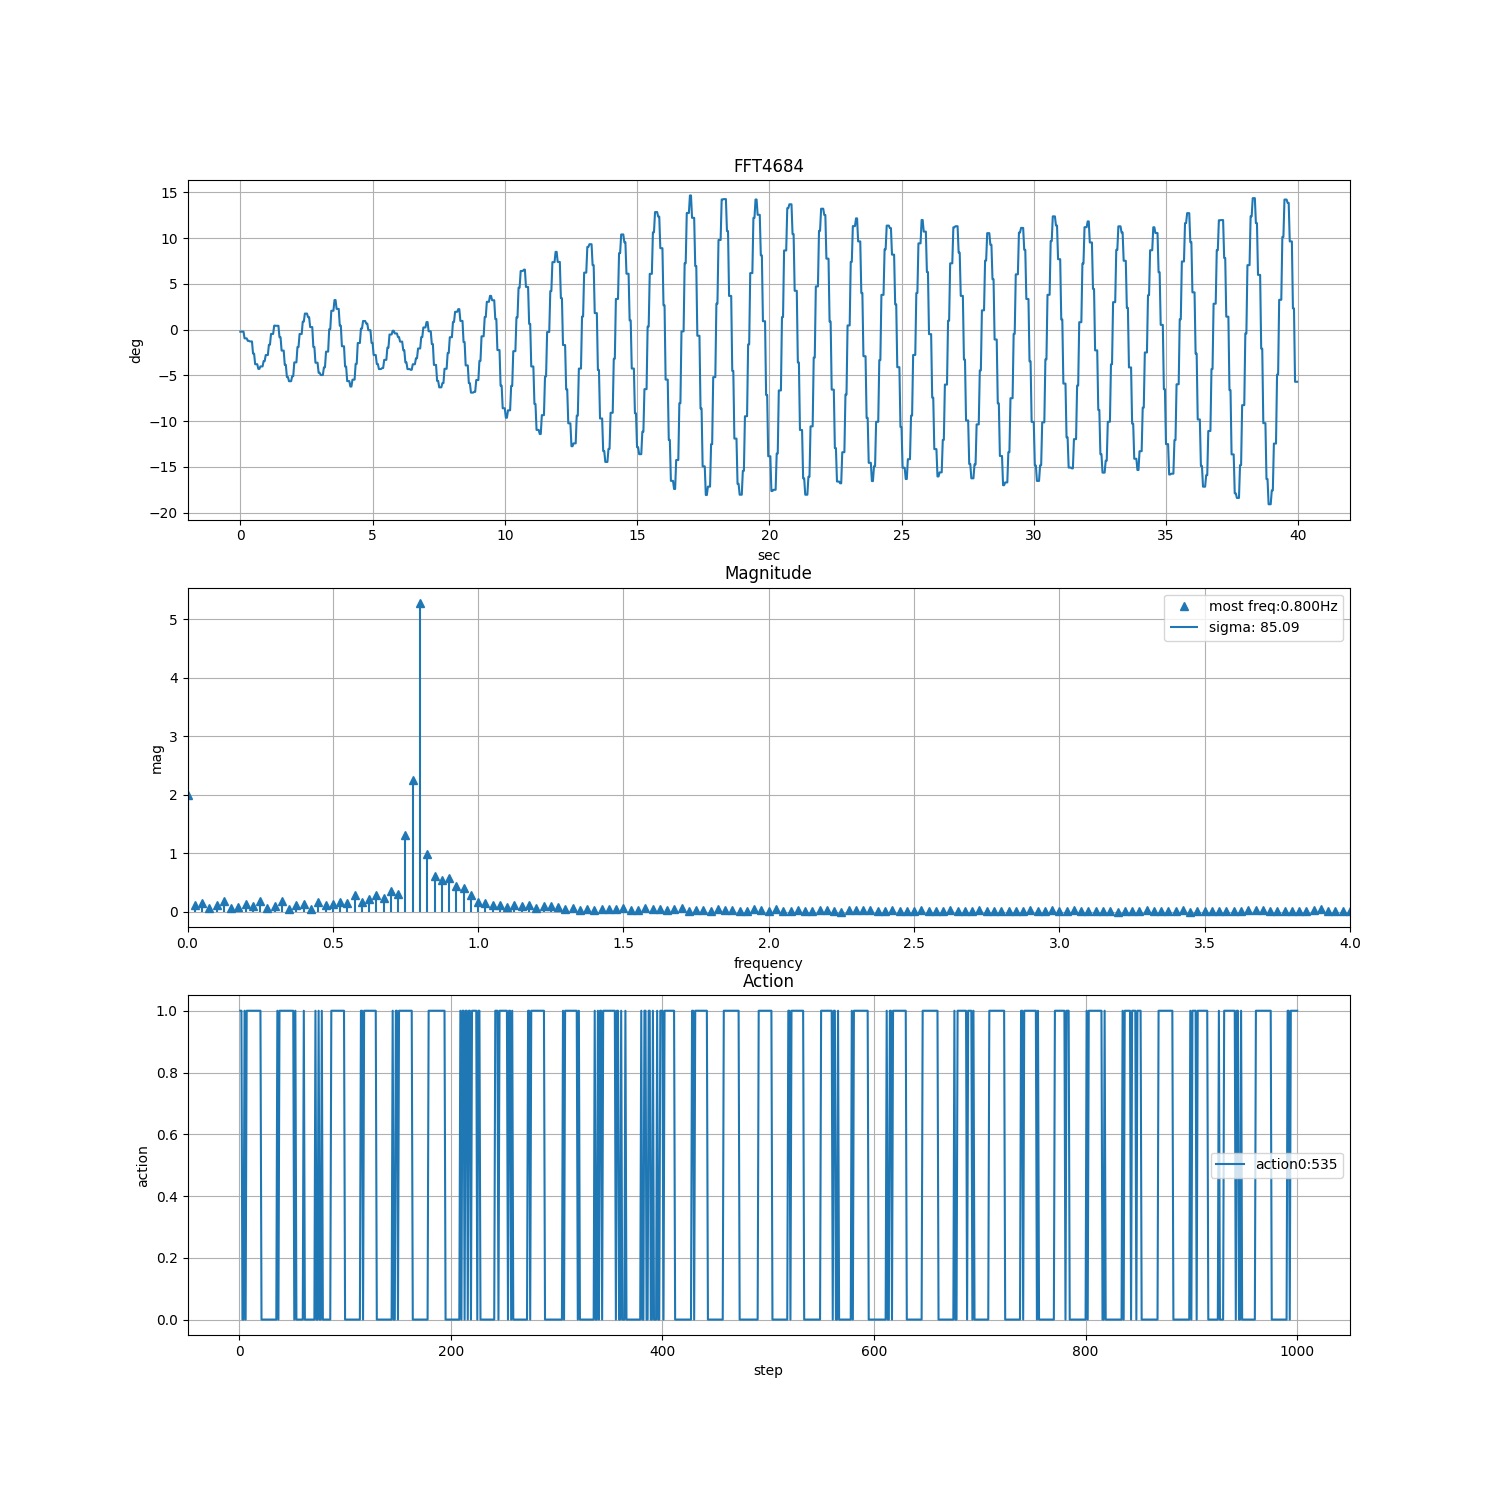 FFT4684
15
10
5
0
−5
−10
−15
−20
deg
0 5 10 15 20 25 30 35 40
sec
Magnitude
5
4
3
2
1
0
mag
most freq:0.800Hz
sigma: 85.09
0.0 0.5 1.0 1.5 2.0 2.5 3.0 3.5 4.0
frequency
Action
1.0
0.8
0.6
0.4
0.2
0.0
action
action0:535
0 200 400 600 800 1000
step